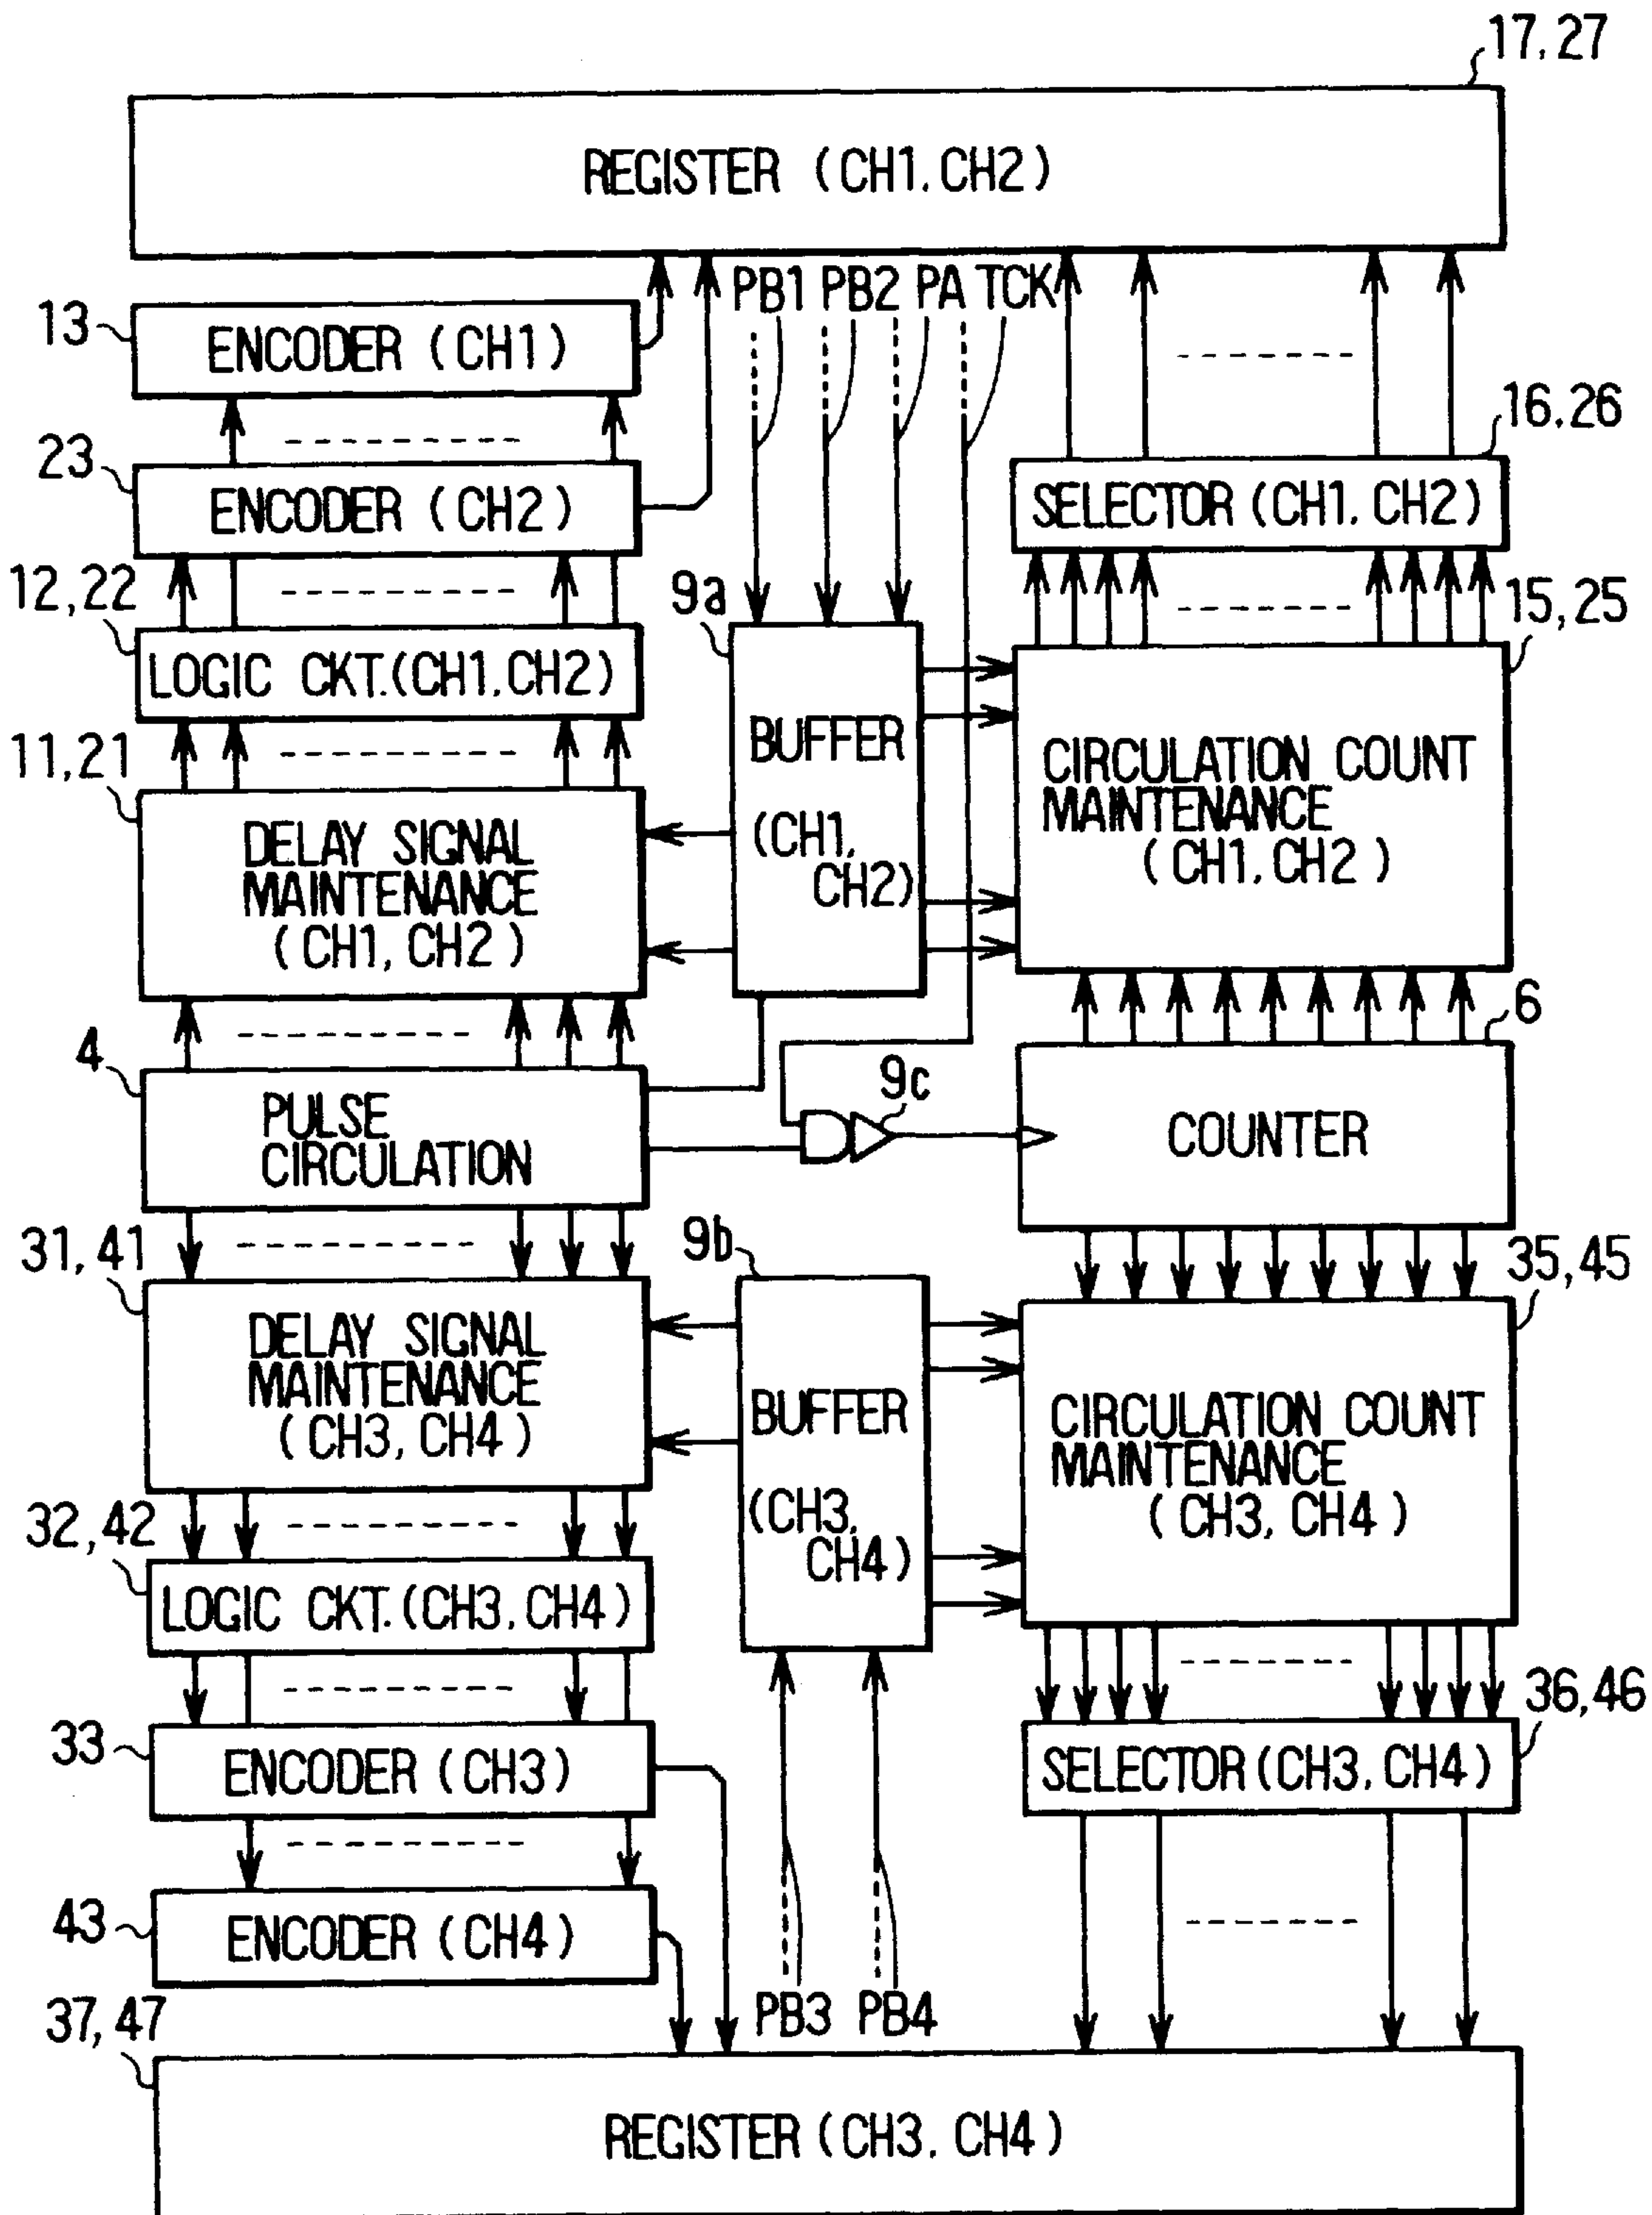 17, 27
REGISTER (CH1. CH2)
PB1 PB2 PA TCK
13
ENCODER (CH1)
16, 26
23
ENCODER (CH2)
SELECTOR (CH1. CH2)
12, 22
9a
15, 25
LOGIC CKT. (CH1. CH2)
11, 21
BUFFER
(CH1,
CH2)
CIRCULATION COUNT
MAINTENANCE
(CH1, CH2)
DELAY SIGNAL
MAINTENANCE
(CH1, CH2)
6
4
9c
PULSE
CIRCULATION
COUNTER
31, 41
9b
35, 45
DELAY SIGNAL
MAINTENANCE
(CH3, CH4)
BUFFER
(CH3,
CH4)
CIRCULATION COUNT
MAINTENANCE
(CH3, CH4)
32, 42
LOGIC CKT. (CH3. CH4)
36, 46
33
ENCODER (CH3)
SELECTOR (CH3. CH4)
43
ENCODER (CH4)
PB3 PB4
37, 47
REGISTER (CH3. CH4)